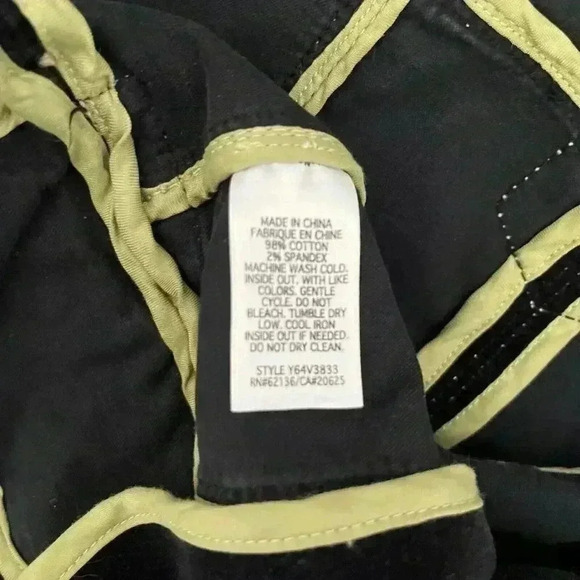 MADE IN CHINA
FABRIQUE EN CHINE
98% COTTON
2% SPANDEX
MACHINE WASH COLD.
INSIDE OUT. WITH LIKE
COLORS. GENTLE
CYCLE. DO NOT
BLEACH. TUMBLE DRY
LOW. COOL IRON
INSIDE OUT IF NEEDED.
DO NOT DRY CLEAN.
STYLE Y64V3833
RN#62136/CA#20625